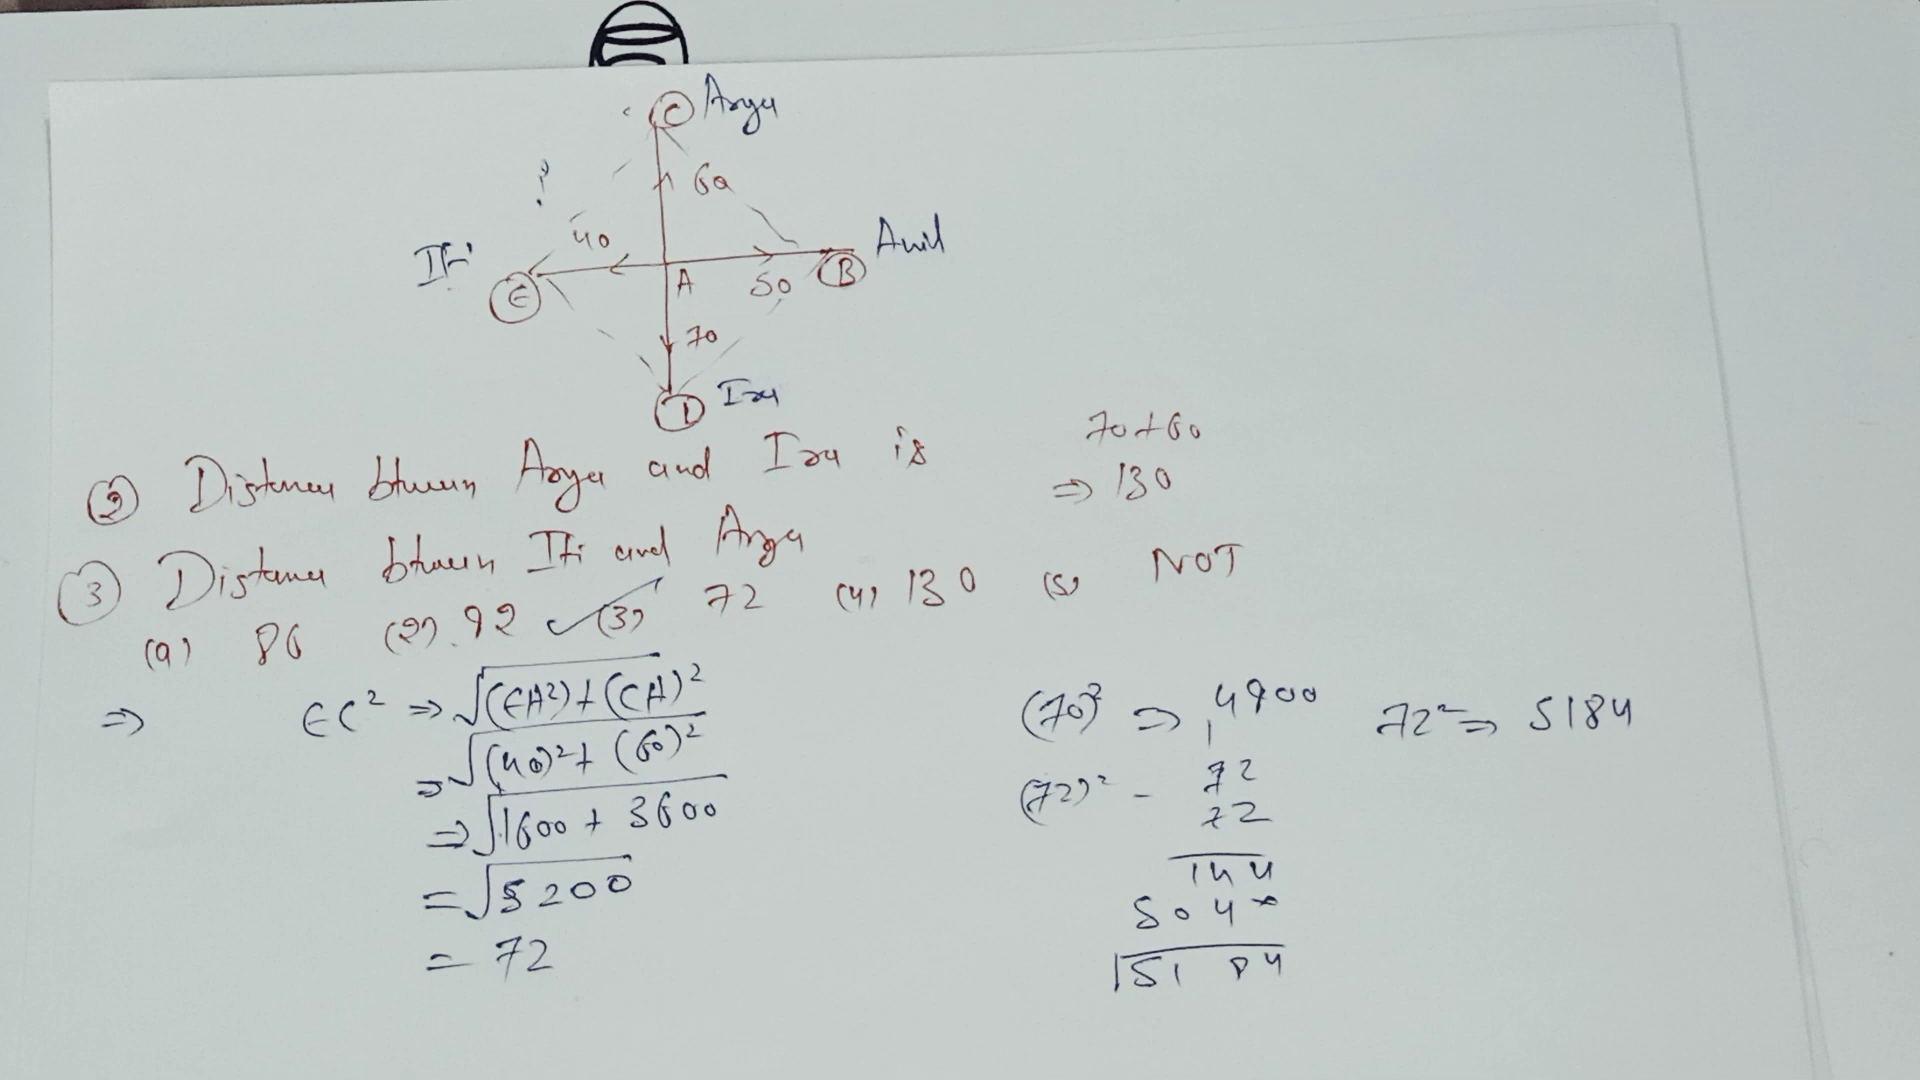 C Arya
60
?
40
Iti
E
A
50
B
Anil
70
D Ira
② Distance between Arya and Ira is 70+60
⇒ 130
③ Distance between Iti and Arya
(a) 86 (2) 92 ✓(3) 72 (4) 130 (5) NOT
⇒ EC² ⇒ √(EA²)+(CA)²
⇒ √(40)²+(60)²
⇒ √1600 + 3600
= √5200
= 72
(70)² ⇒ 4900 72² ⇒ 5184
(72)² - 72
72
144
504×
5184